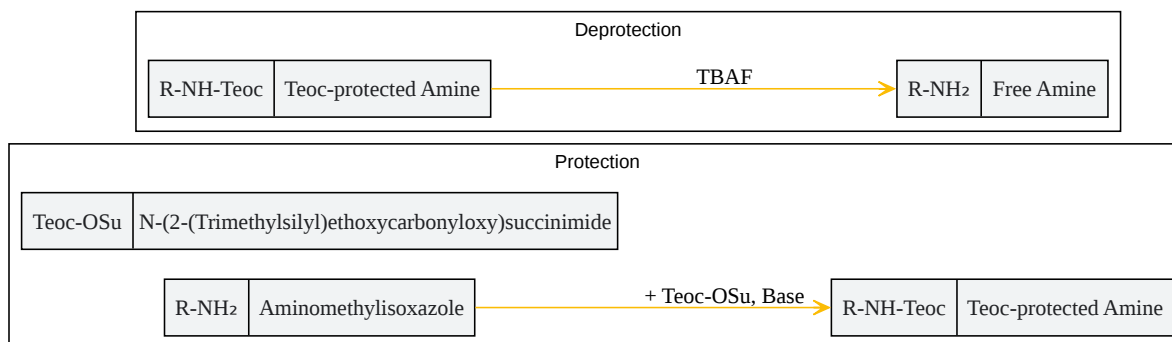 Deprotection
R-NH-Teoc Teoc-protected Amine TBAF R-NH₂ Free Amine
Protection
Teoc-OSu N-(2-(Trimethylsilyl)ethoxycarbonyloxy)succinimide
R-NH₂ Aminomethylisoxazole + Teoc-OSu, Base R-NH-Teoc Teoc-protected Amine